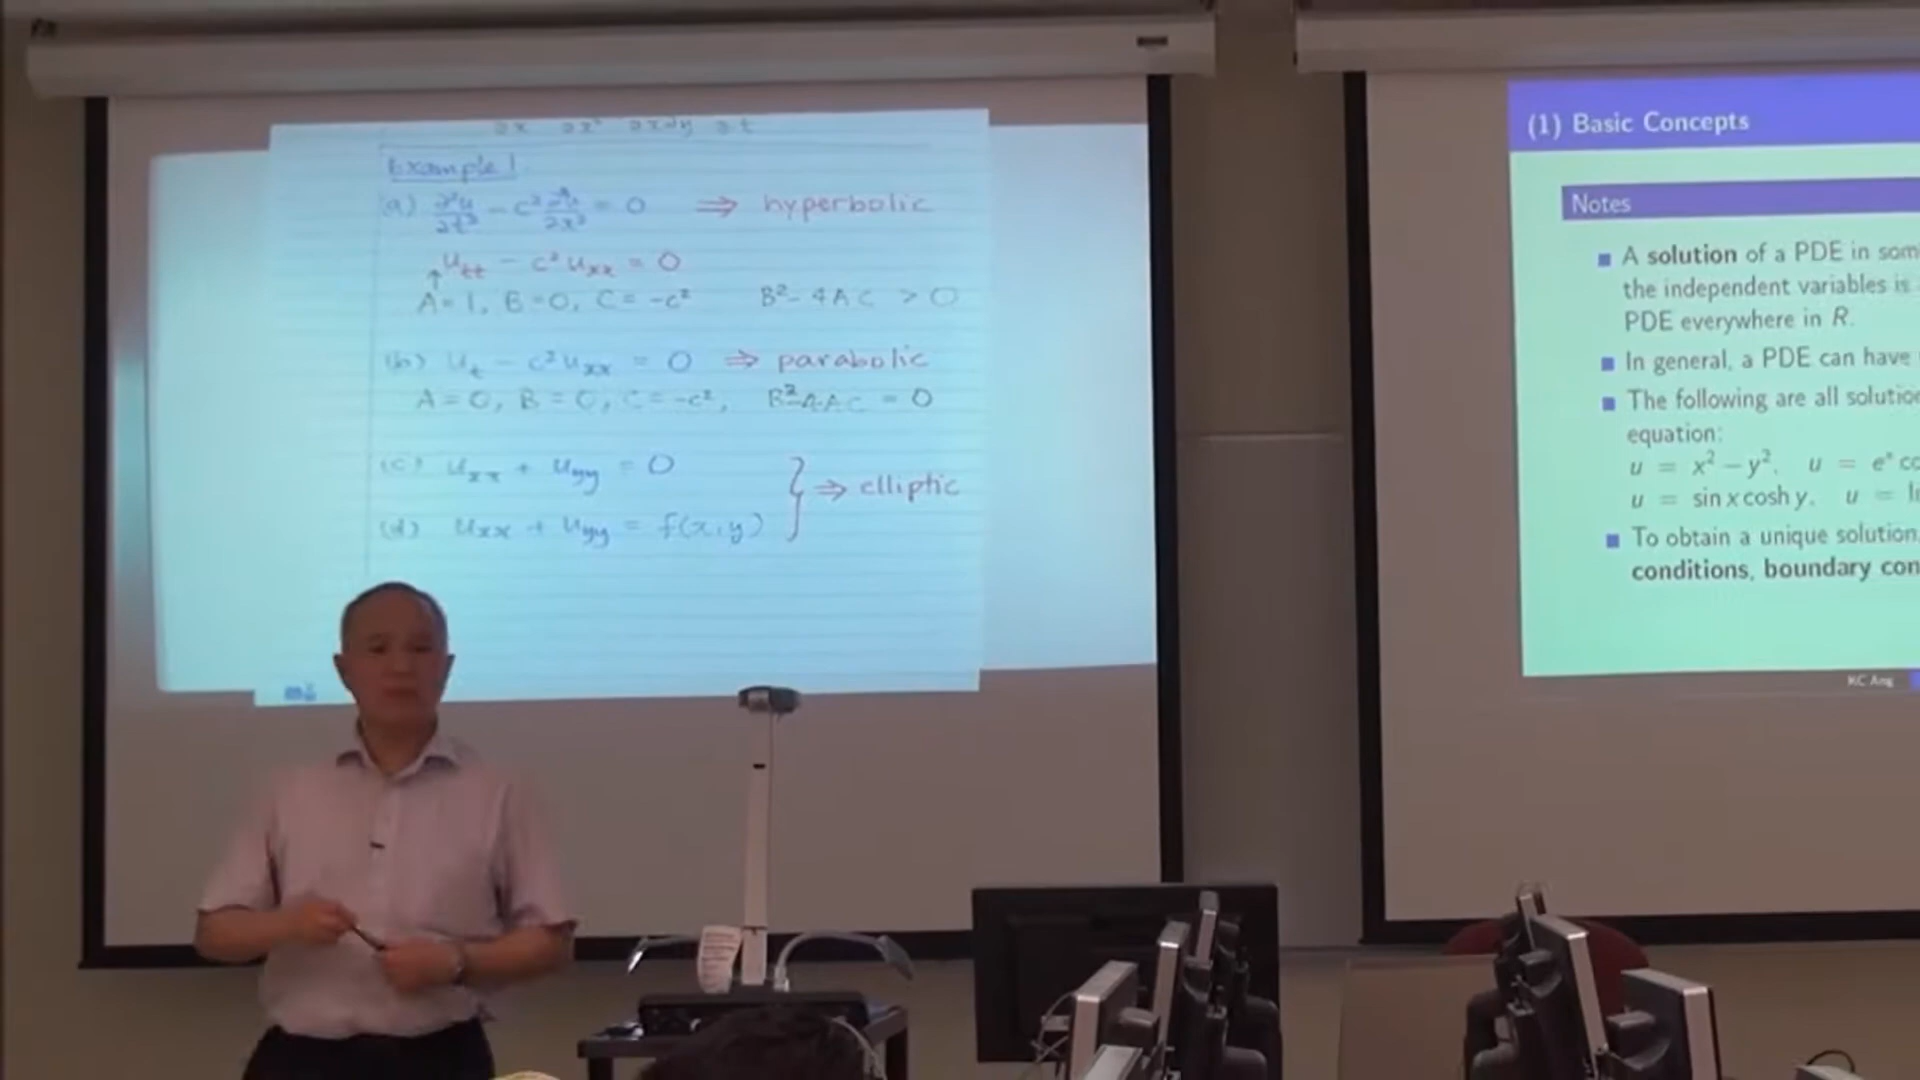 ∂x ∂x² ∂x∂y ∂t
Example 1
(a) ∂²u/∂t² - c² ∂²u/∂x² = 0 ⇒ hyperbolic
↑ u_tt - c² u_xx = 0
A = 1, B = 0, C = -c² B² - 4AC > 0
(b) u_t - c² u_xx = 0 ⇒ parabolic
A = 0, B = 0, C = -c², B² - 4AC = 0
(c) u_xx + u_yy = 0
(d) u_xx + u_yy = f(x,y) } ⇒ elliptic
(1) Basic Concepts
Notes
A solution of a PDE in
the independent variables is
PDE everywhere in R.
In general, a PDE can have
The following are all
equation:
u = x² − y², u = eˣ
u = sin x cosh y, u =
To obtain a unique solution,
conditions, boundary
KC Ang